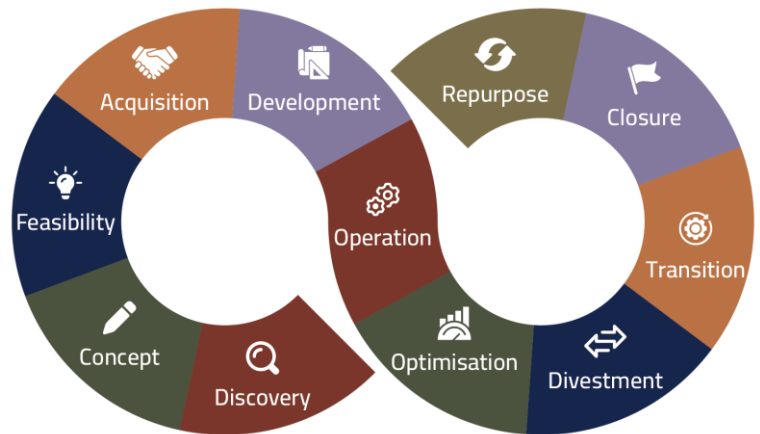 Discovery
Concept
Feasibility
Acquisition
Development
Operation
Optimisation
Divestment
Transition
Closure
Repurpose